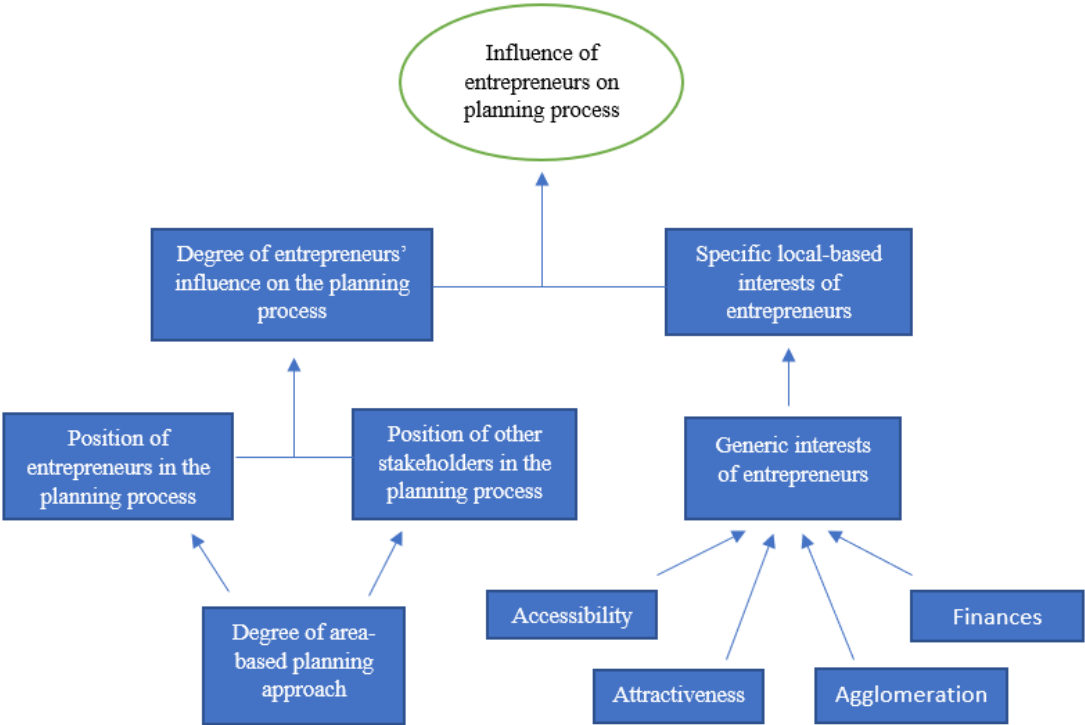 Influence of
entrepreneurs on
planning process
Degree of entrepreneurs’
influence on the planning
process
Specific local-based
interests of
entrepreneurs
Position of
entrepreneurs in the
planning process
Position of other
stakeholders in the
planning process
Generic interests
of entrepreneurs
Degree of area-
based planning
approach
Accessibility
Attractiveness
Agglomeration
Finances